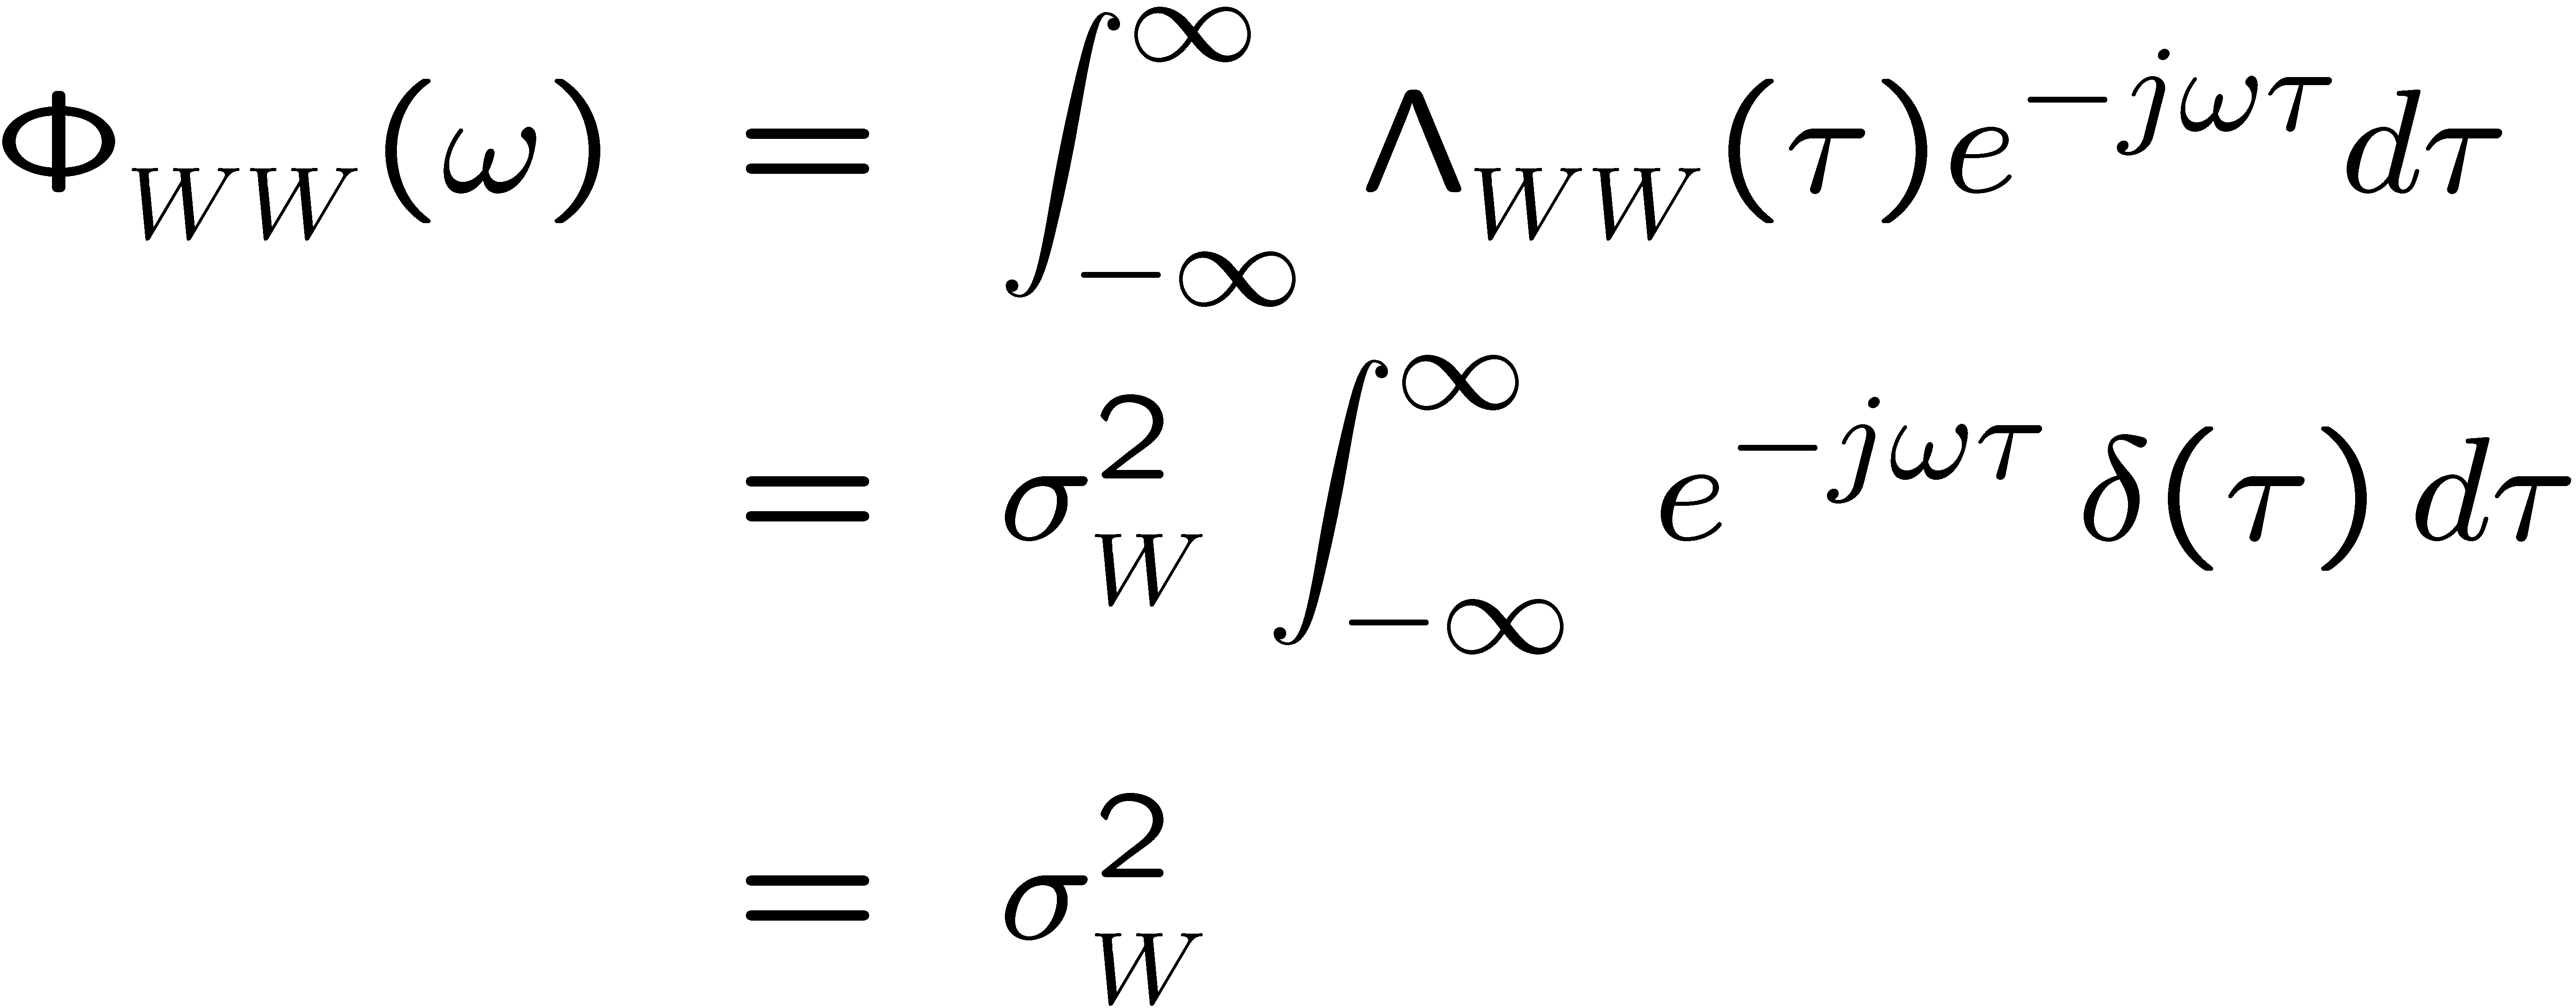 Φ_{WW}(ω) = ∫_{−∞}^{∞} Λ_{WW}(τ)e^{−jωτ}dτ
= σ_W^2 ∫_{−∞}^{∞} e^{−jωτ} δ(τ) dτ
= σ_W^2